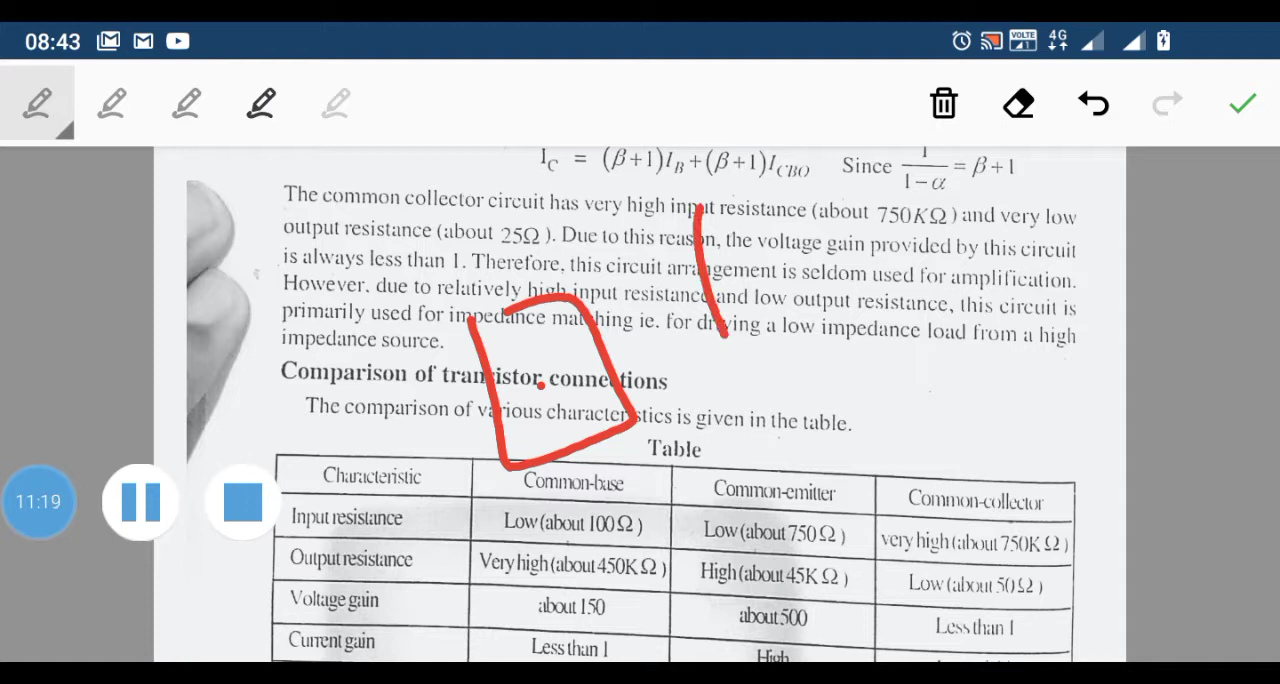 08:43
VOLTE
1
4G
I_C = (β+1)I_B+(β+1)I_CBO Since 1/(1-α) = β+1
The common collector circuit has very high input resistance (about 750KΩ) and very low
output resistance (about 25Ω). Due to this reason, the voltage gain provided by this circuit
is always less than 1. Therefore, this circuit arrangement is seldom used for amplification.
However, due to relatively high input resistance and low output resistance, this circuit is
primarily used for impedance matching ie. for driving a low impedance load from a high
impedance source.
Comparison of transistor connections
The comparison of various characteristics is given in the table.
Table
Characteristic Common-base Common-emitter Common-collector
Input resistance Low (about 100Ω) Low (about 750Ω) very high (about 750KΩ)
Output resistance Very high (about 450KΩ) High (about 45KΩ) Low (about 50Ω)
Voltage gain about 150 about 500 Less than 1
Current gain Less than 1 High
11:19